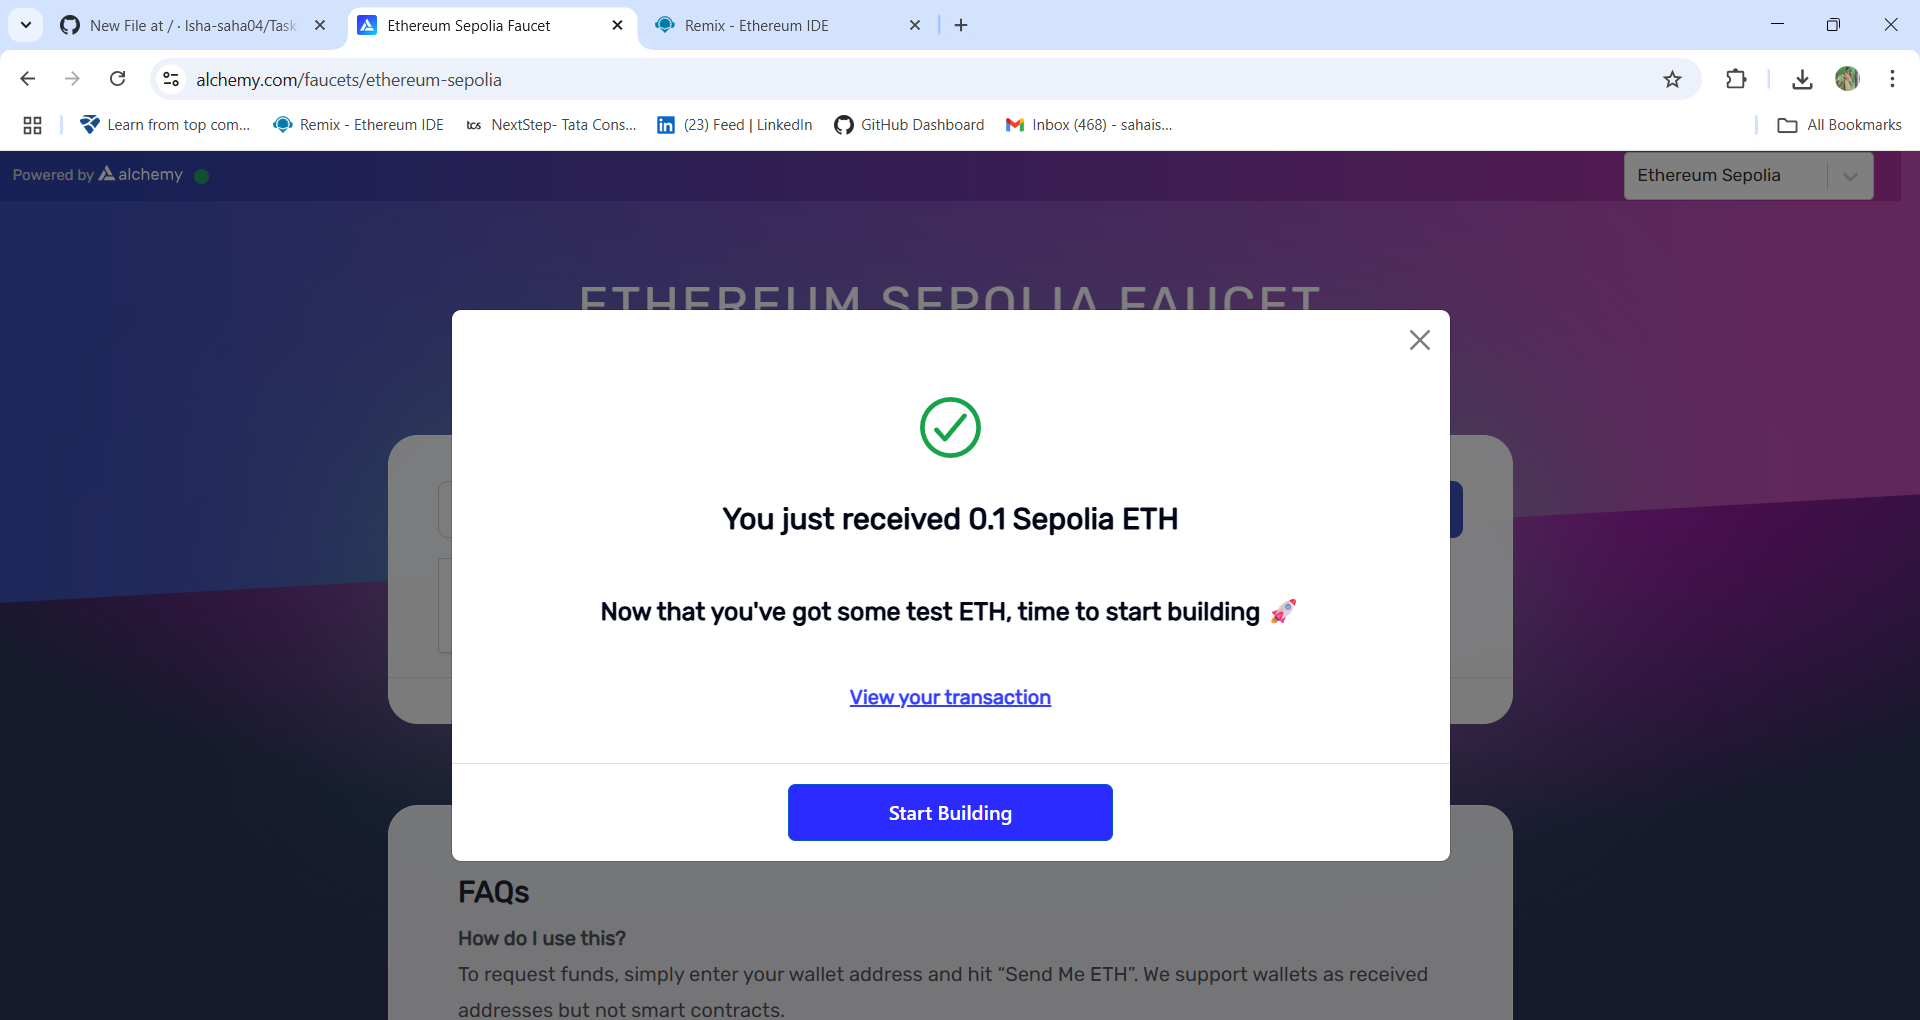 New File at / · Isha-saha04/Task
Ethereum Sepolia Faucet
Remix - Ethereum IDE
alchemy.com/faucets/ethereum-sepolia
Learn from top com...
Remix - Ethereum IDE
tcs
NextStep- Tata Cons...
in
(23) Feed | LinkedIn
GitHub Dashboard
Inbox (468) - sahais...
All Bookmarks
Powered by alchemy
Ethereum Sepolia
ETHEREUM SEPOLIA FAUCET
You just received 0.1 Sepolia ETH
Now that you've got some test ETH, time to start building 🚀
View your transaction
Start Building
FAQs
How do I use this?
To request funds, simply enter your wallet address and hit “Send Me ETH”. We support wallets as received
addresses but not smart contracts.